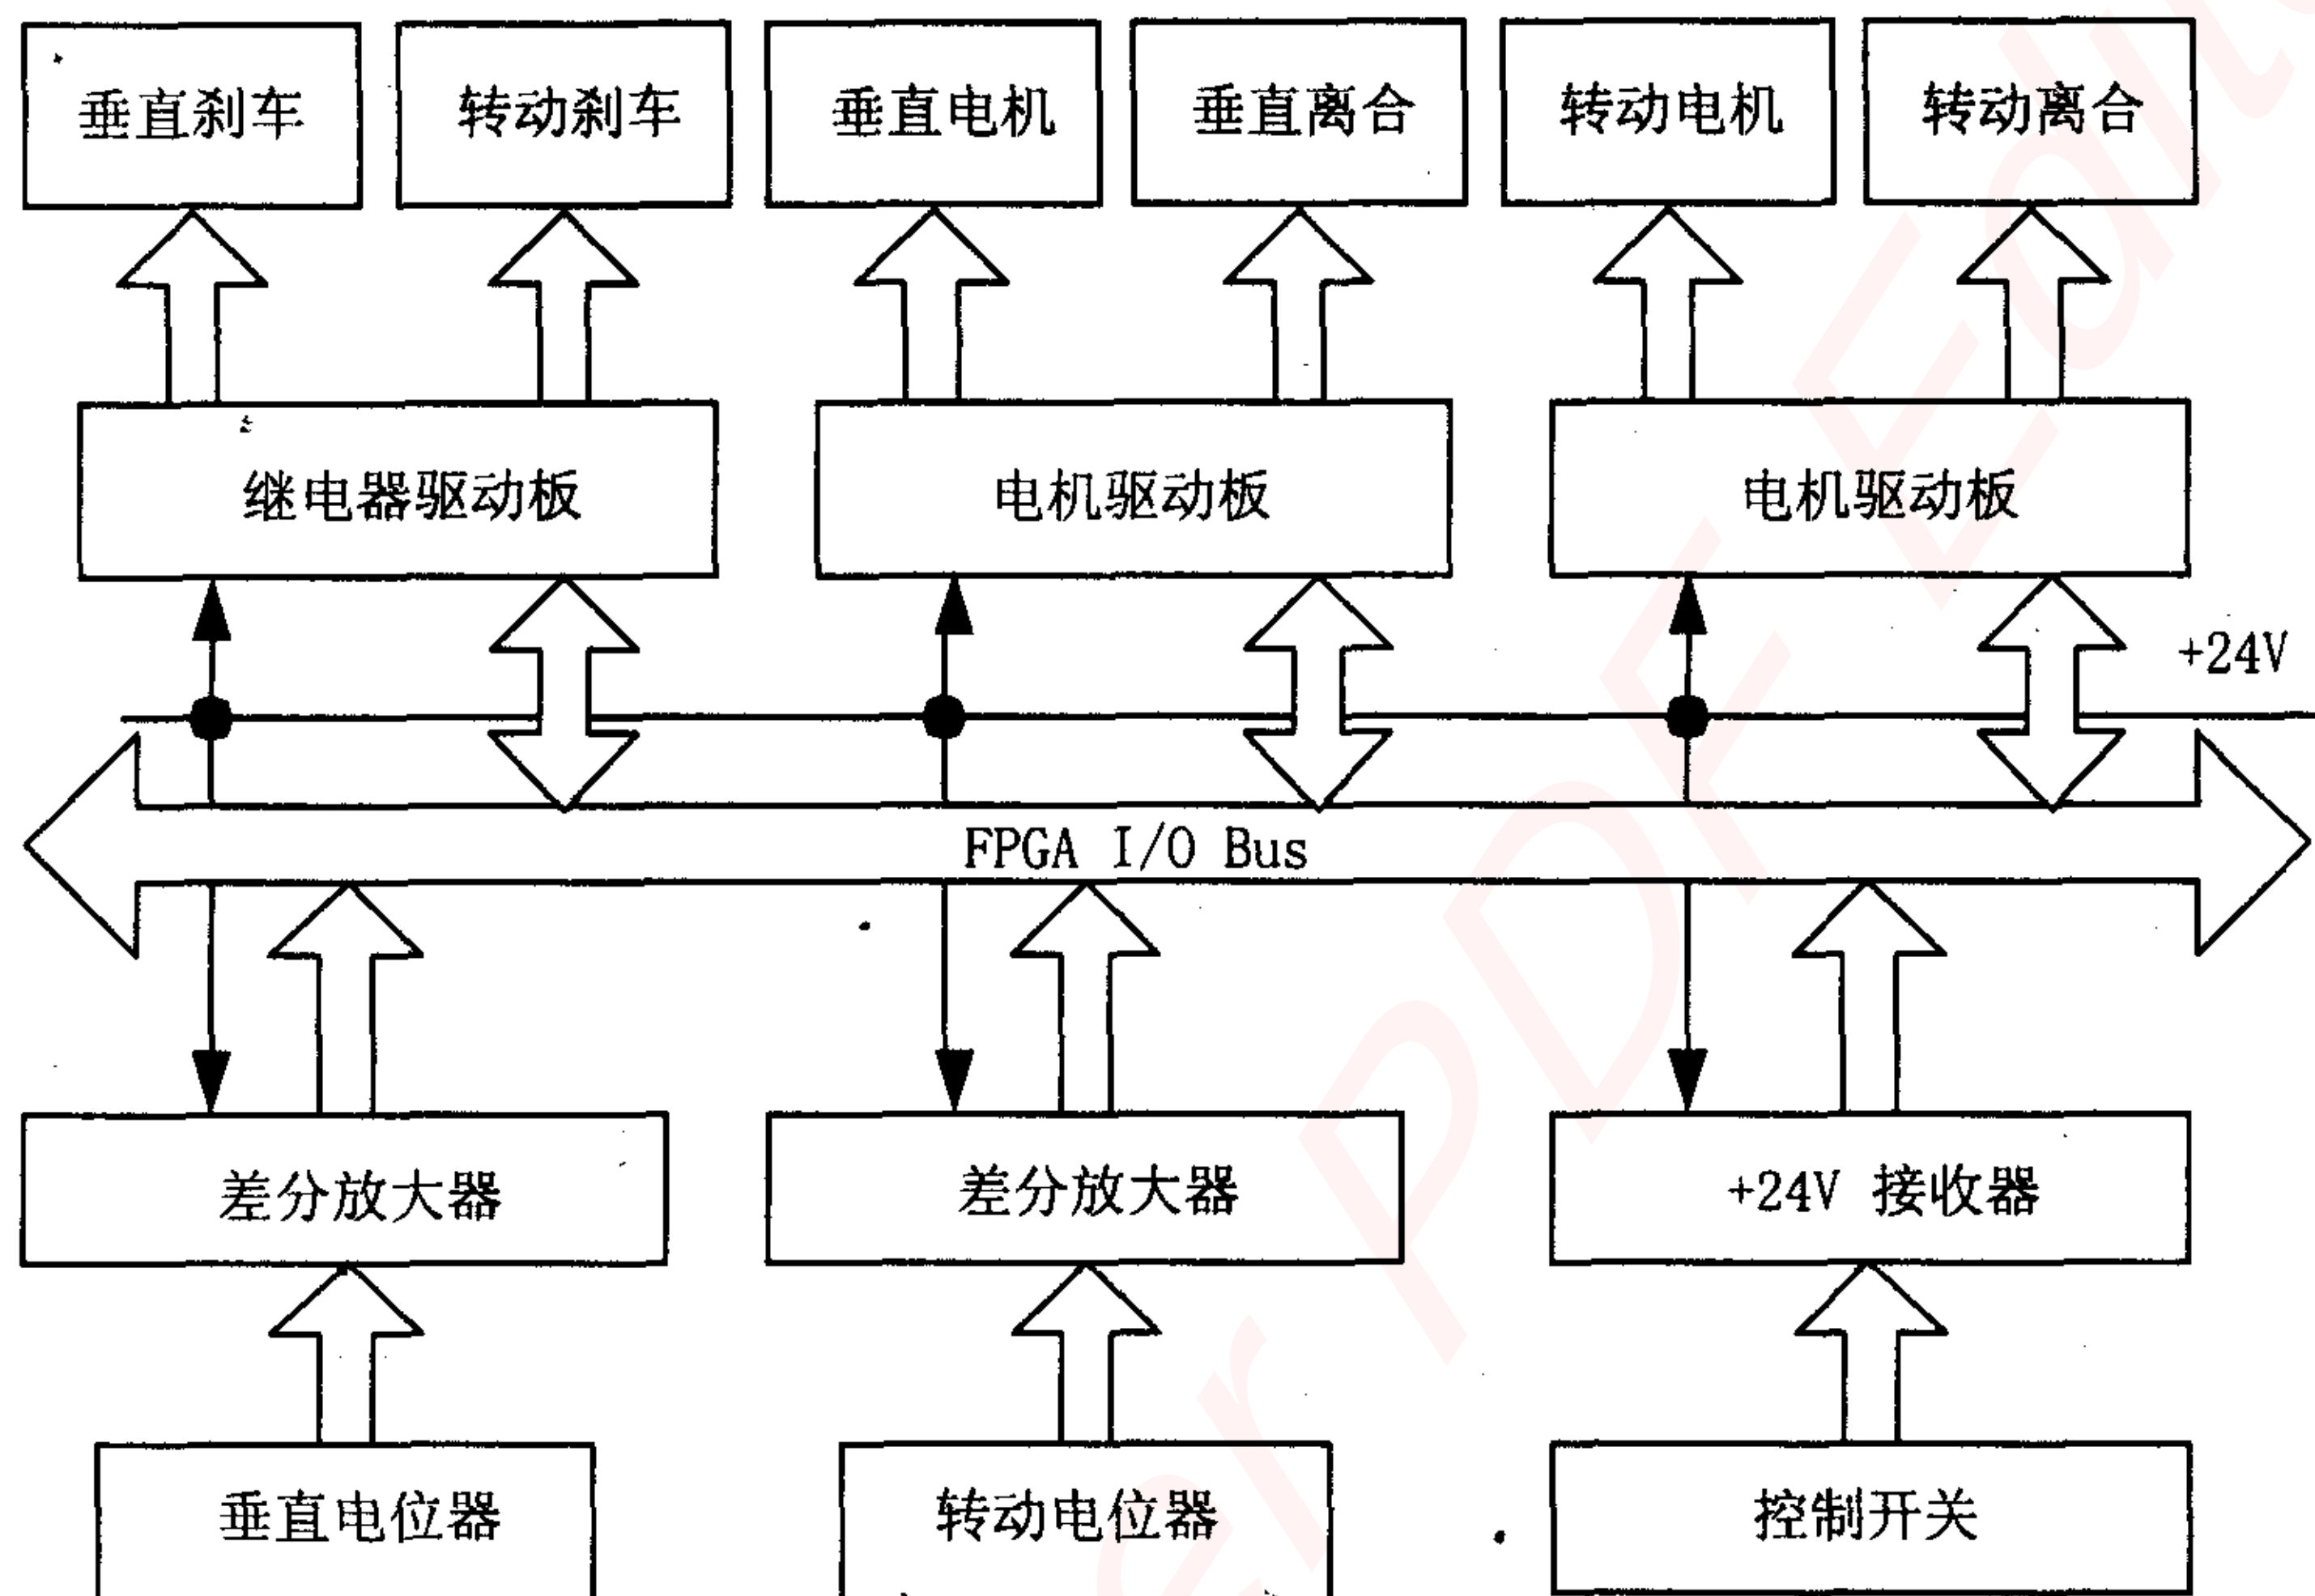 垂直刹车
转动刹车
垂直电机
垂直离合
转动电机
转动离合
继电器驱动板
电机驱动板
电机驱动板
+24V
FPGA I/O Bus
差分放大器
差分放大器
+24V 接收器
垂直电位器
转动电位器
控制开关
er PDF Edit